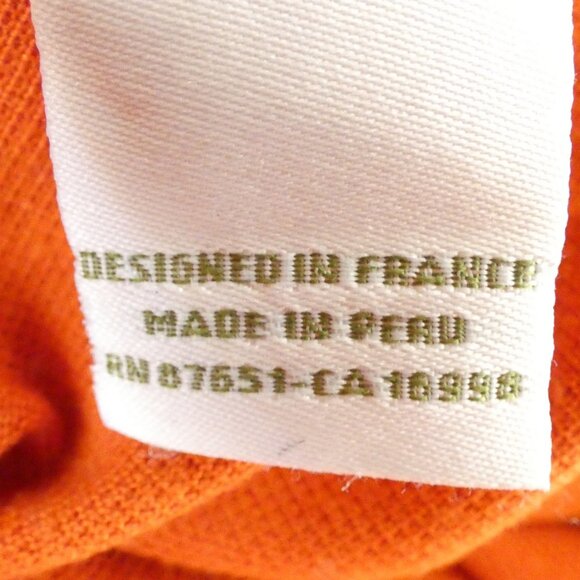 DESIGNED IN FRANCE
MADE IN PERU
RN 87651-CA 18998